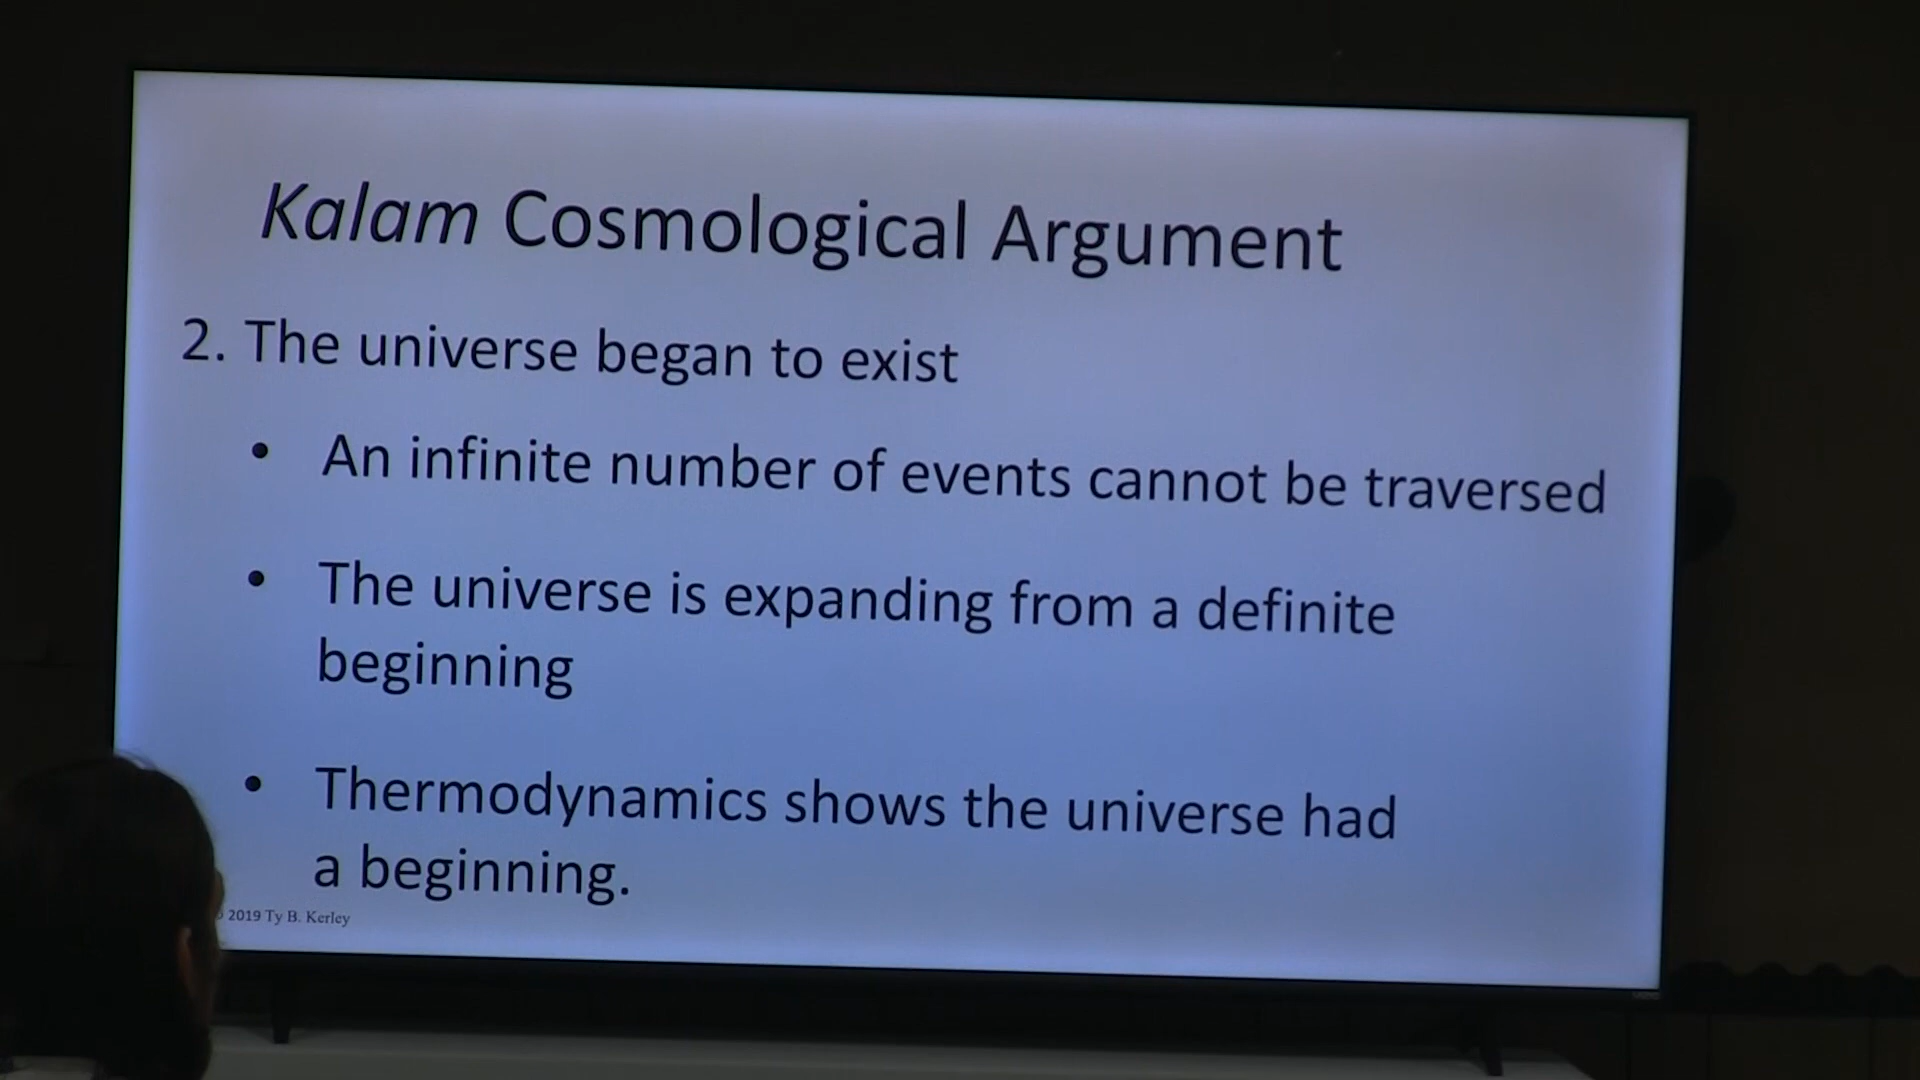 Kalam Cosmological Argument
2. The universe began to exist
• An infinite number of events cannot be traversed
• The universe is expanding from a definite
beginning
• Thermodynamics shows the universe had
a beginning.
2019 Ty B. Kerley